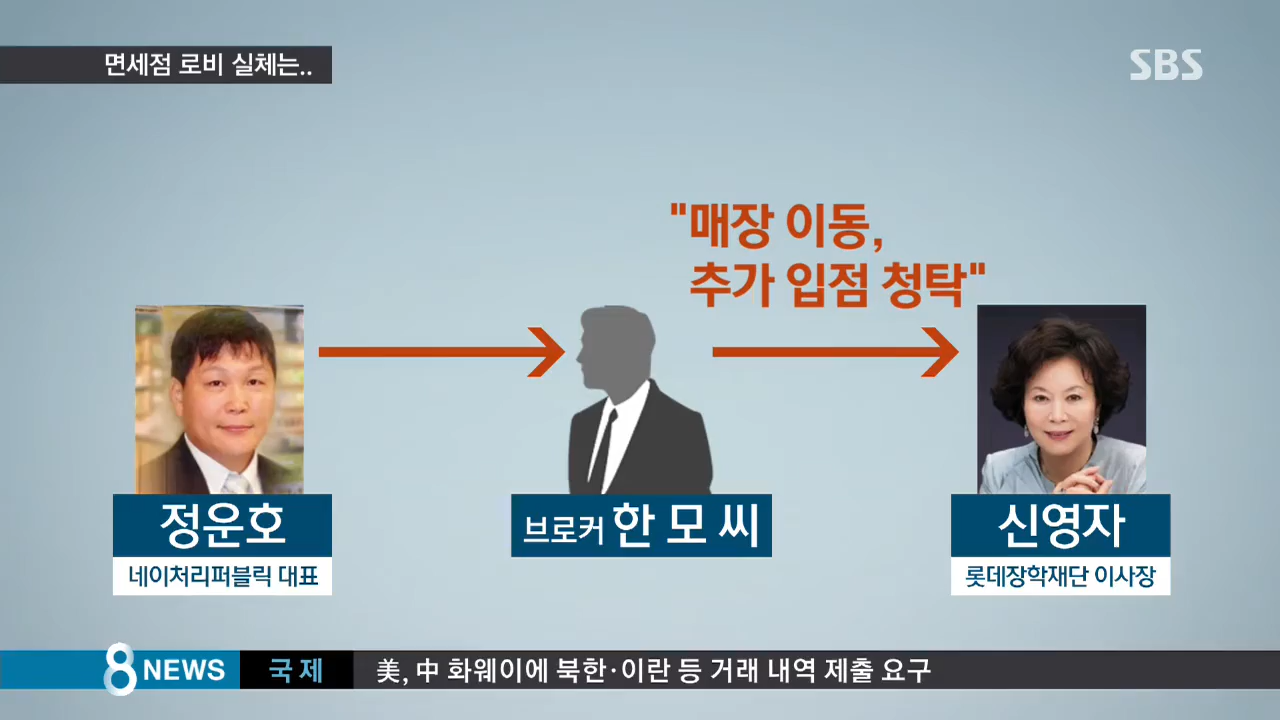 면세점 로비 실체는..
SBS
"매장 이동,
추가 입점 청탁"
정운호
네이처리퍼블릭 대표
브로커 한 모 씨
신영자
롯데장학재단 이사장
8 NEWS
국 제
美, 中 화웨이에 북한·이란 등 거래 내역 제출 요구